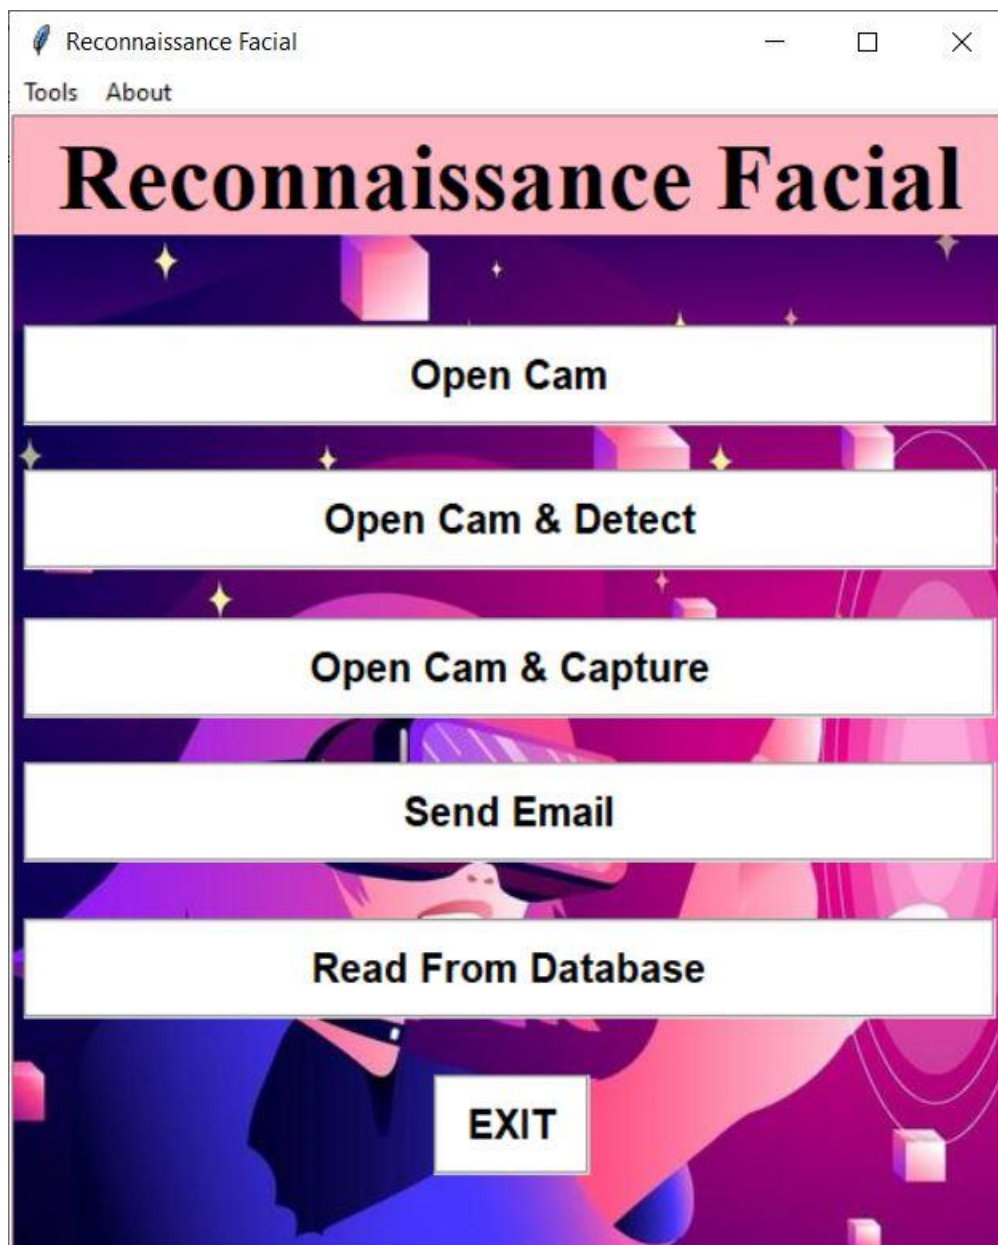 Reconnaissance Facial
Tools About
Reconnaissance Facial
Open Cam
Open Cam & Detect
Open Cam & Capture
Send Email
Read From Database
EXIT